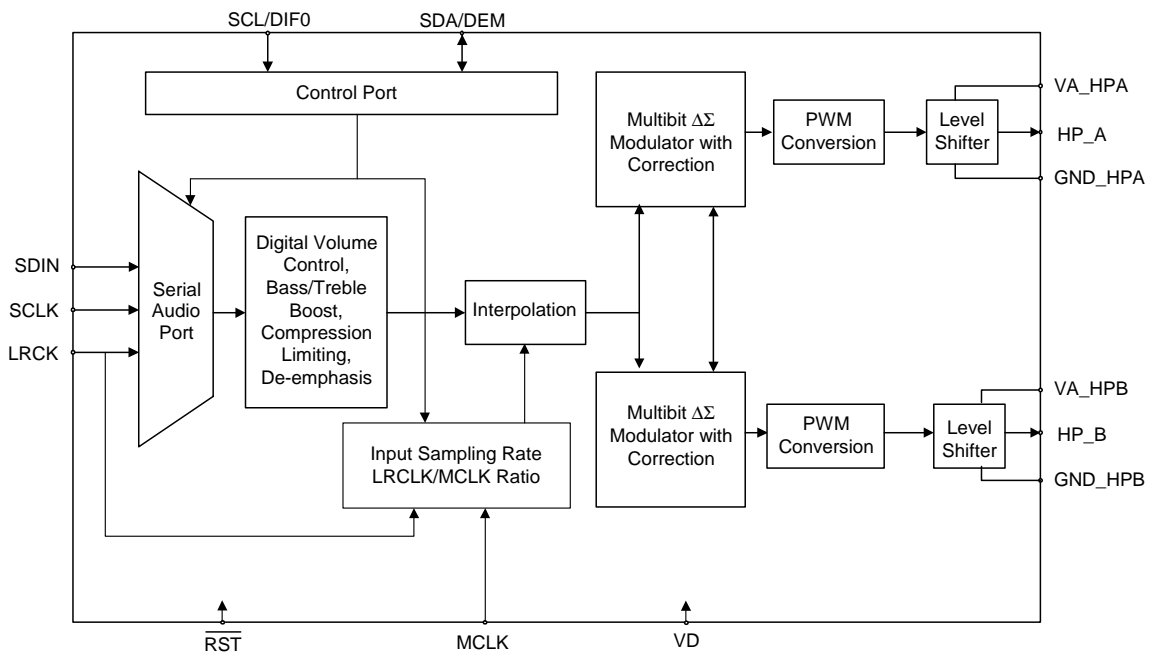 SCL/DIF0
SDA/DEM
Control Port
Multibit ΔΣ
Modulator with
Correction
PWM
Conversion
Level
Shifter
VA_HPA
HP_A
GND_HPA
SDIN
SCLK
LRCK
Serial
Audio
Port
Digital Volume
Control,
Bass/Treble
Boost,
Compression
Limiting,
De-emphasis
Interpolation
Input Sampling Rate
LRCLK/MCLK Ratio
Multibit ΔΣ
Modulator with
Correction
PWM
Conversion
Level
Shifter
VA_HPB
HP_B
GND_HPB
RST
MCLK
VD